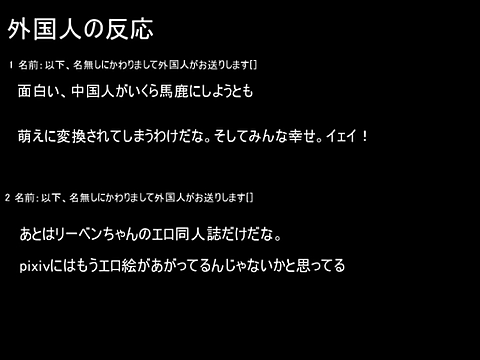 外国人の反応
1 名前：以下、名無しにかわりまして外国人がお送りします[]
面白い、中国人がいくら馬鹿にしようとも
萌えに変換されてしまうわけだな。そしてみんな幸せ。イェイ！
2 名前：以下、名無しにかわりまして外国人がお送りします[]
あとはリーベンちゃんのエロ同人誌だけだな。
pixivにはもうエロ絵があがってるんじゃないかと思ってる